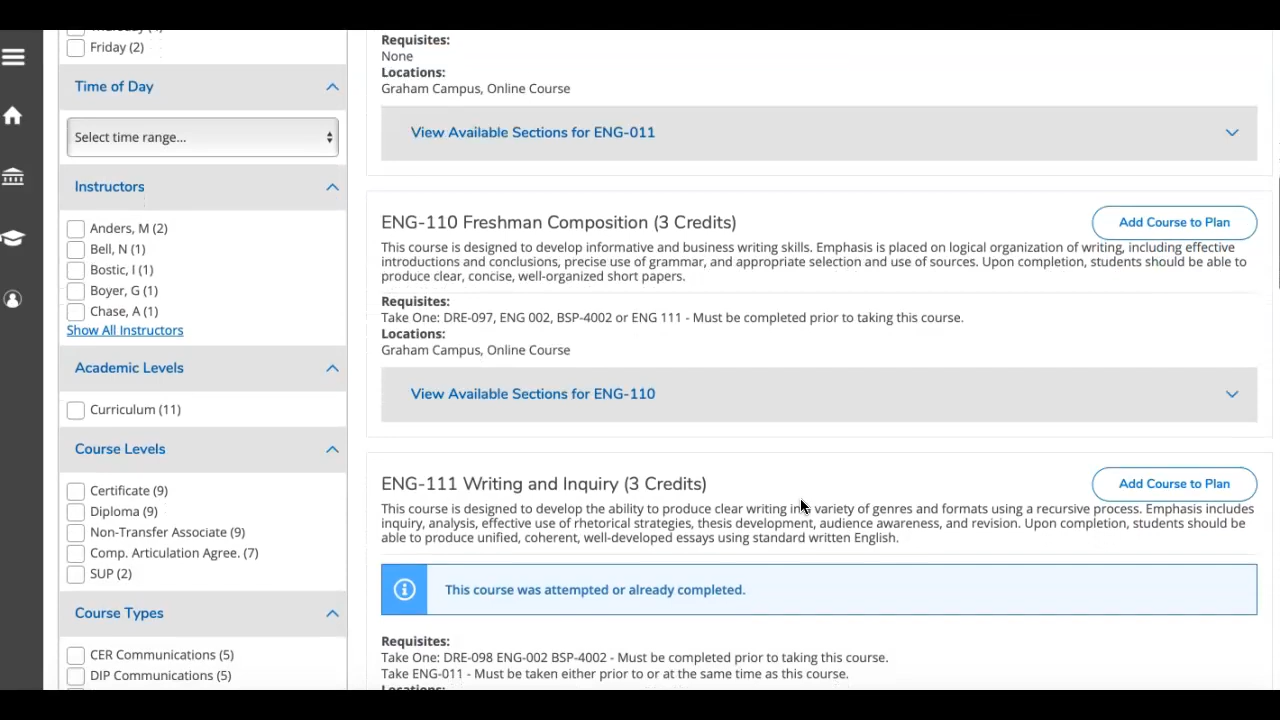 Friday (2)
Time of Day
Select time range...
Instructors
Anders, M (2)
Bell, N (1)
Bostic, I (1)
Boyer, G (1)
Chase, A (1)
Show All Instructors
Academic Levels
Curriculum (11)
Course Levels
Certificate (9)
Diploma (9)
Non-Transfer Associate (9)
Comp. Articulation Agree. (7)
SUP (2)
Course Types
CER Communications (5)
DIP Communications (5)
Requisites:
None
Locations:
Graham Campus, Online Course
View Available Sections for ENG-011
ENG-110 Freshman Composition (3 Credits)
Add Course to Plan
This course is designed to develop informative and business writing skills. Emphasis is placed on logical organization of writing, including effective
introductions and conclusions, precise use of grammar, and appropriate selection and use of sources. Upon completion, students should be able to
produce clear, concise, well-organized short papers.
Requisites:
Take One: DRE-097, ENG 002, BSP-4002 or ENG 111 - Must be completed prior to taking this course.
Locations:
Graham Campus, Online Course
View Available Sections for ENG-110
ENG-111 Writing and Inquiry (3 Credits)
Add Course to Plan
This course is designed to develop the ability to produce clear writing in variety of genres and formats using a recursive process. Emphasis includes
inquiry, analysis, effective use of rhetorical strategies, thesis development, audience awareness, and revision. Upon completion, students should be
able to produce unified, coherent, well-developed essays using standard written English.
This course was attempted or already completed.
Requisites:
Take One: DRE-098 ENG-002 BSP-4002 - Must be completed prior to taking this course.
Take ENG-011 - Must be taken either prior to or at the same time as this course.